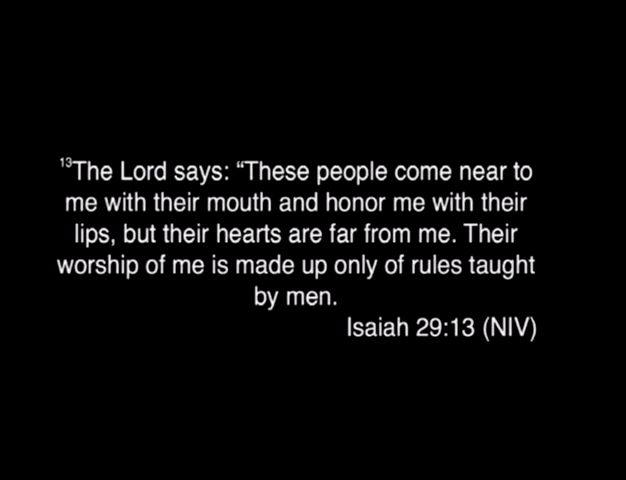 ¹³The Lord says: “These people come near to
me with their mouth and honor me with their
lips, but their hearts are far from me. Their
worship of me is made up only of rules taught
by men.
Isaiah 29:13 (NIV)